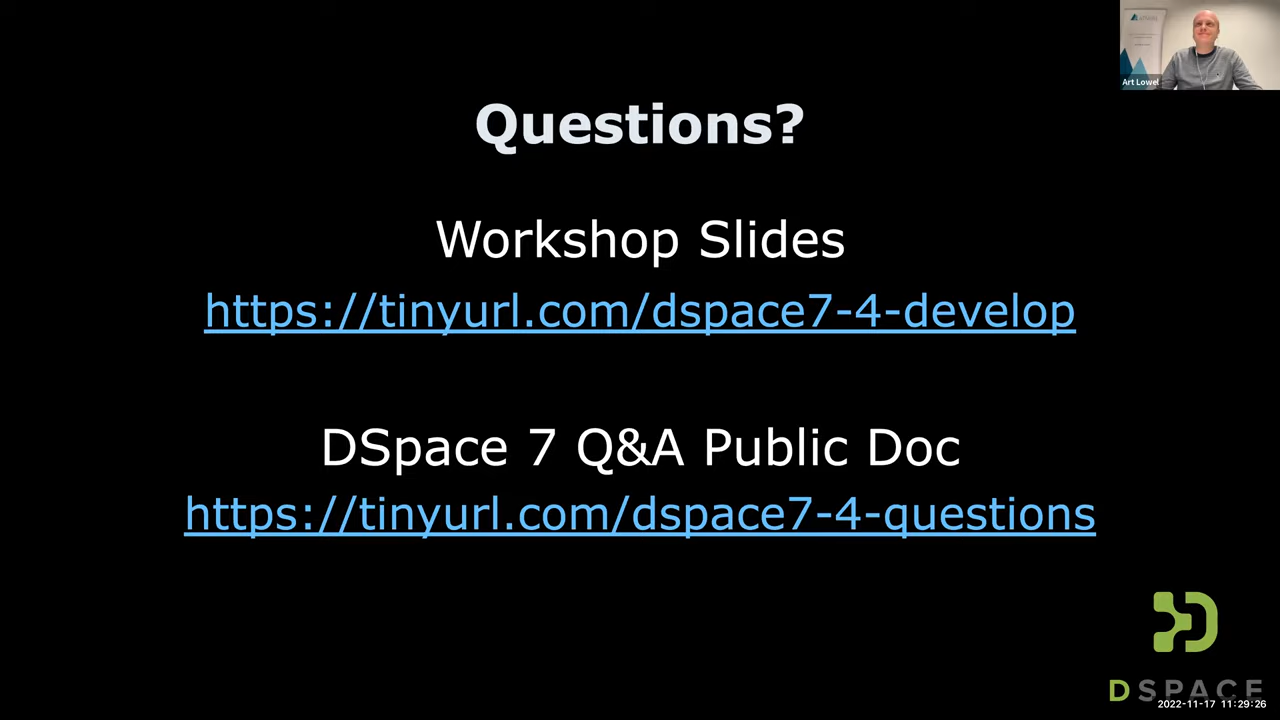 Questions?
Workshop Slides
https://tinyurl.com/dspace7-4-develop
DSpace 7 Q&A Public Doc
https://tinyurl.com/dspace7-4-questions
Art Lowel
DSPACE
2022-11-17 11:29:26